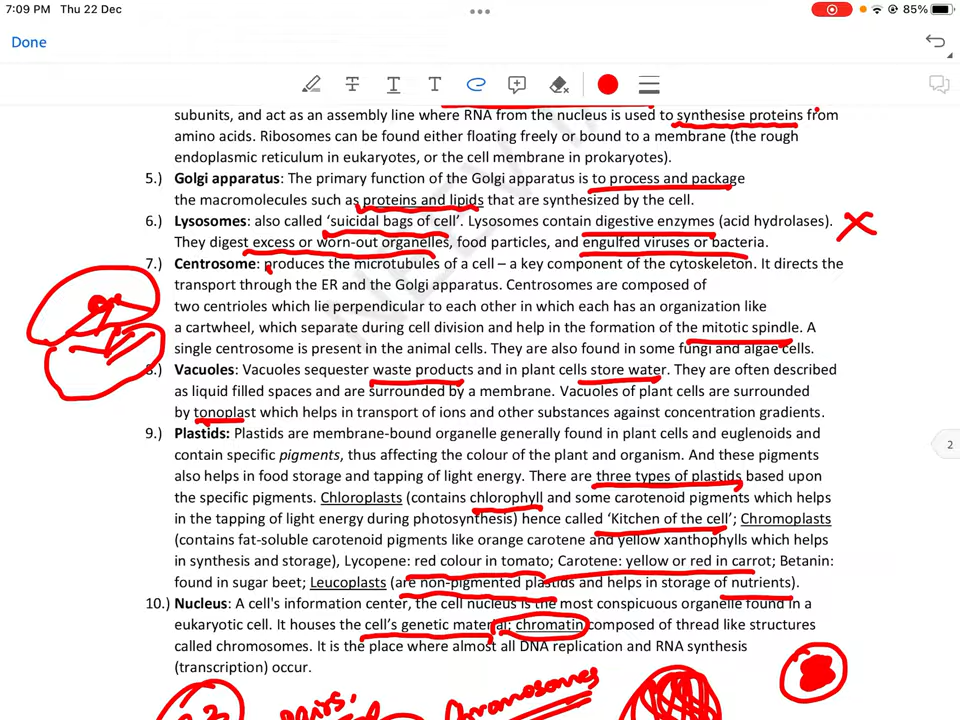 7:09 PM Thu 22 Dec
85%
Done
subunits, and act as an assembly line where RNA from the nucleus is used to synthesise proteins from
amino acids. Ribosomes can be found either floating freely or bound to a membrane (the rough
endoplasmic reticulum in eukaryotes, or the cell membrane in prokaryotes).
5.) Golgi apparatus: The primary function of the Golgi apparatus is to process and package
the macromolecules such as proteins and lipids that are synthesized by the cell.
6.) Lysosomes: also called ‘suicidal bags of cell’. Lysosomes contain digestive enzymes (acid hydrolases).
They digest excess or worn-out organelles, food particles, and engulfed viruses or bacteria.
7.) Centrosome: produces the microtubules of a cell – a key component of the cytoskeleton. It directs the
transport through the ER and the Golgi apparatus. Centrosomes are composed of
two centrioles which lie perpendicular to each other in which each has an organization like
a cartwheel, which separate during cell division and help in the formation of the mitotic spindle. A
single centrosome is present in the animal cells. They are also found in some fungi and algae cells.
8.) Vacuoles: Vacuoles sequester waste products and in plant cells store water. They are often described
as liquid filled spaces and are surrounded by a membrane. Vacuoles of plant cells are surrounded
by tonoplast which helps in transport of ions and other substances against concentration gradients.
9.) Plastids: Plastids are membrane-bound organelle generally found in plant cells and euglenoids and
contain specific pigments, thus affecting the colour of the plant and organism. And these pigments
also helps in food storage and tapping of light energy. There are three types of plastids based upon
the specific pigments. Chloroplasts (contains chlorophyll and some carotenoid pigments which helps
in the tapping of light energy during photosynthesis) hence called ‘Kitchen of the cell’; Chromoplasts
(contains fat-soluble carotenoid pigments like orange carotene and yellow xanthophylls which helps
in synthesis and storage), Lycopene: red colour in tomato; Carotene: yellow or red in carrot; Betanin:
found in sugar beet; Leucoplasts (are non-pigmented plastids and helps in storage of nutrients).
10.) Nucleus: A cell's information center, the cell nucleus is the most conspicuous organelle found in a
eukaryotic cell. It houses the cell’s genetic material; chromatin composed of thread like structures
called chromosomes. It is the place where almost all DNA replication and RNA synthesis
(transcription) occur.
23 pairs, Chromosomes
2